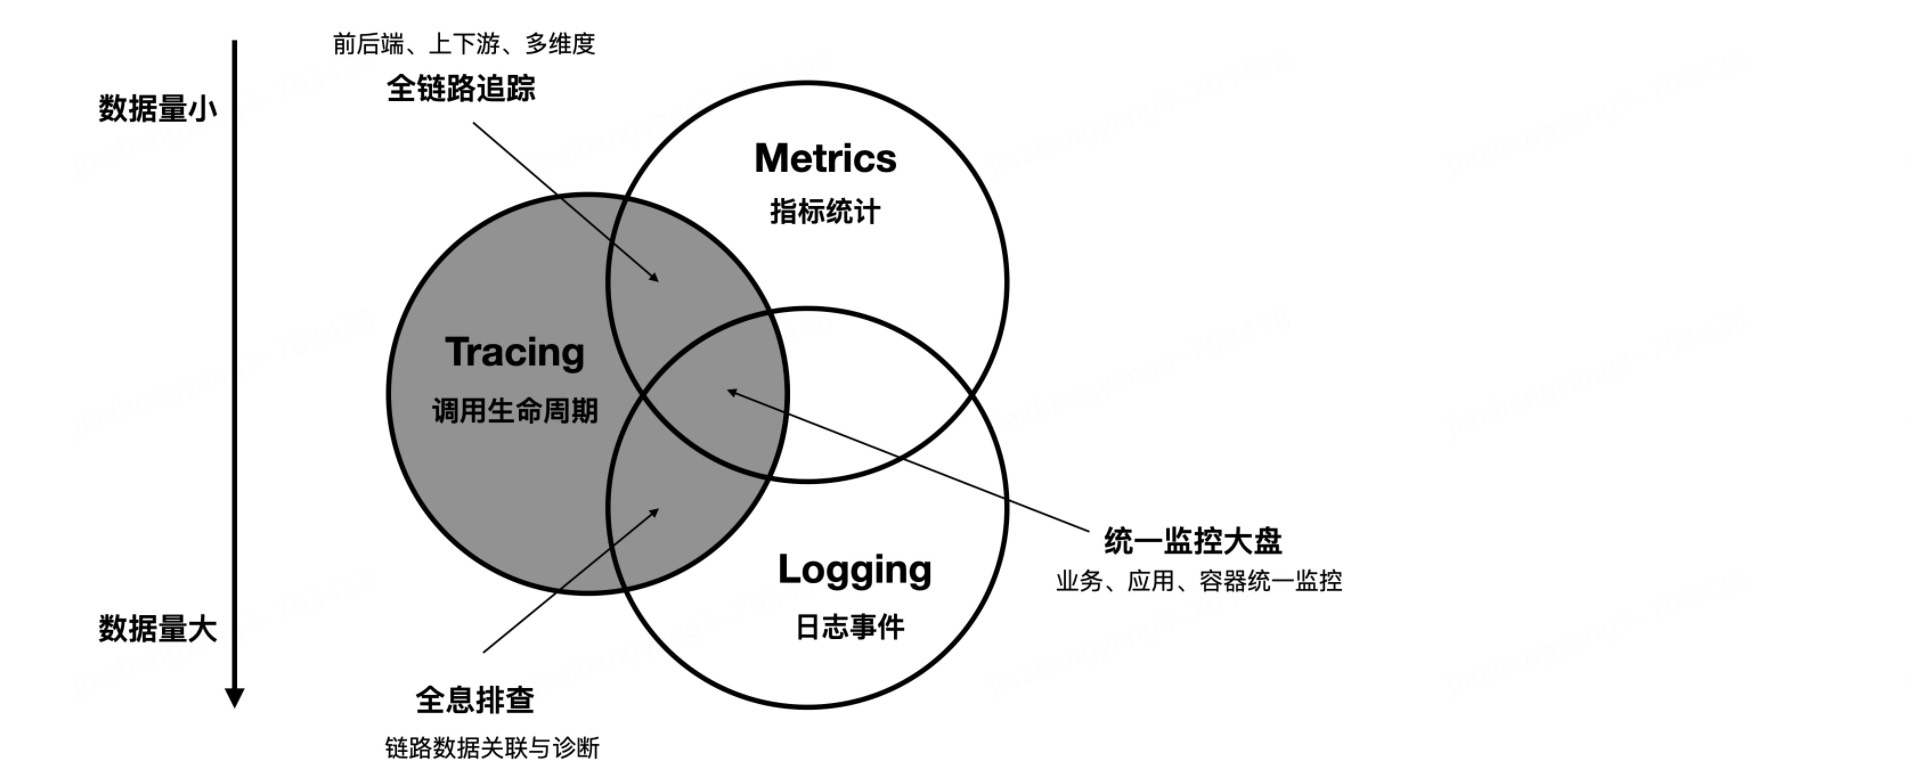 前后端、上下游、多维度
全链路追踪
数据量小
Metrics
指标统计
Tracing
调用生命周期
统一监控大盘
业务、应用、容器统一监控
Logging
日志事件
数据量大
全息排查
链路数据关联与诊断